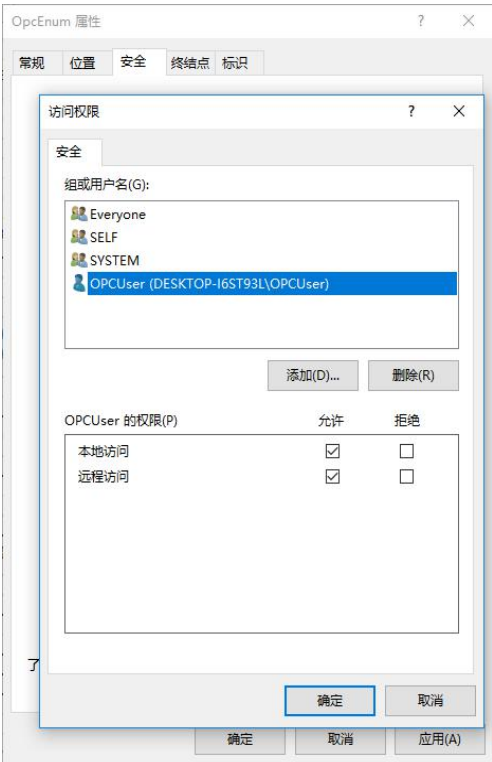 OpcEnum 属性
常规 位置 安全 终结点 标识
访问权限
安全
组或用户名(G):
Everyone
SELF
SYSTEM
OPCUser (DESKTOP-I6ST93L\OPCUser)
添加(D)... 删除(R)
OPCUser 的权限(P) 允许 拒绝
本地访问
远程访问
了
确定 取消
确定 取消 应用(A)